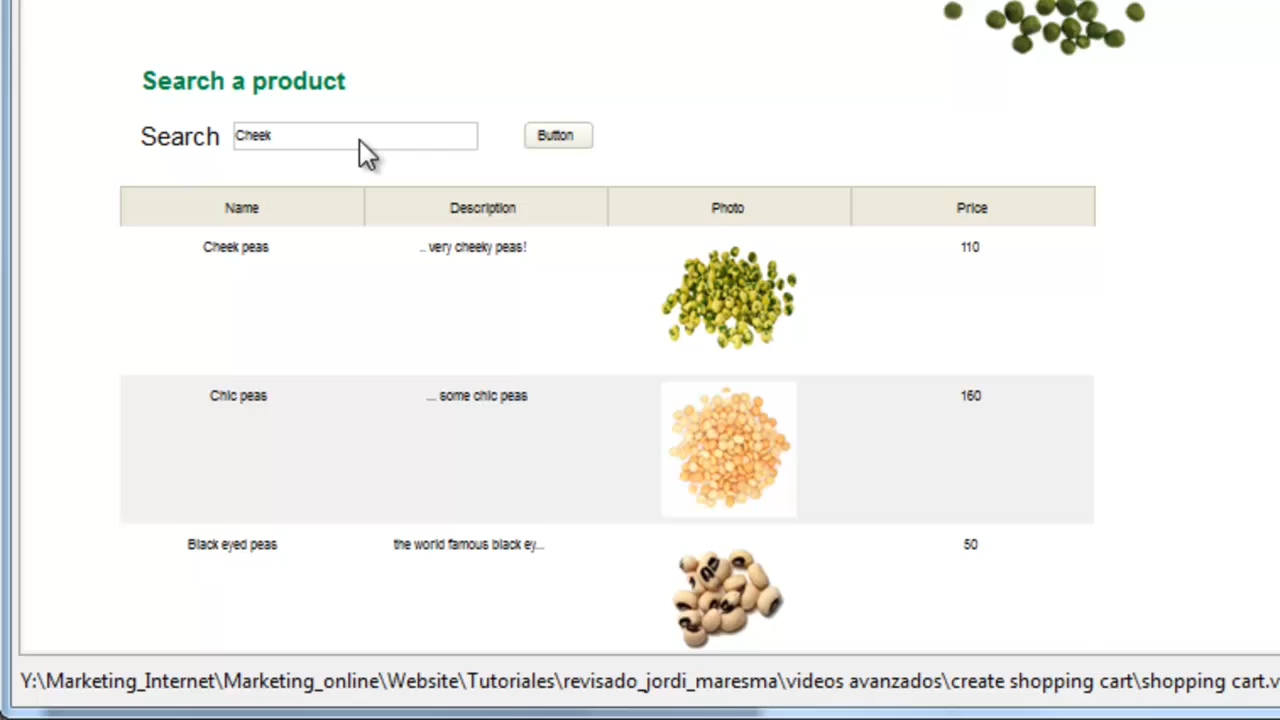 Search a product
Search Cheek Button
Name Description Photo Price
Cheek peas .. very cheeky peas! 110
Chic peas ... some chic peas 160
Black eyed peas the world famous black ey... 50
Y:\Marketing_Internet\Marketing_online\Website\Tutoriales\revisado_jordi_maresma\videos avanzados\create shopping cart\shopping cart.v